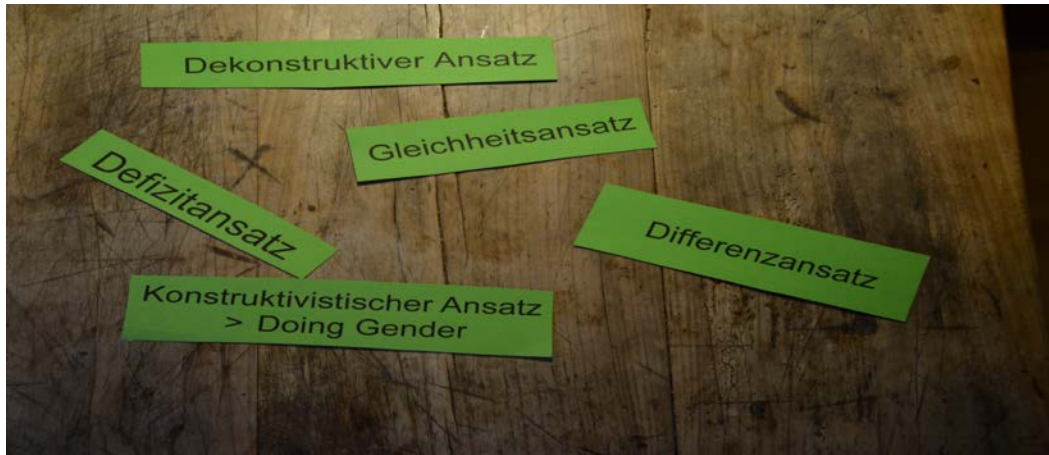 Dekonstruktiver Ansatz
Gleichheitsansatz
Defizitansatz
Differenzansatz
Konstruktivistischer Ansatz
> Doing Gender